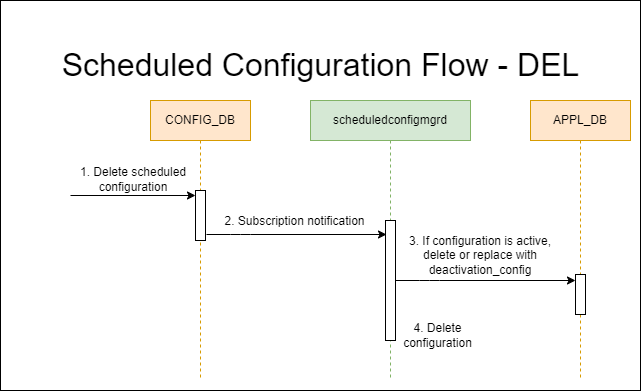 Scheduled Configuration Flow - DEL
CONFIG_DB
scheduledconfigmgrd
APPL_DB
1. Delete scheduled
configuration
2. Subscription notification
3. If configuration is active,
delete or replace with
deactivation_config
4. Delete
configuration